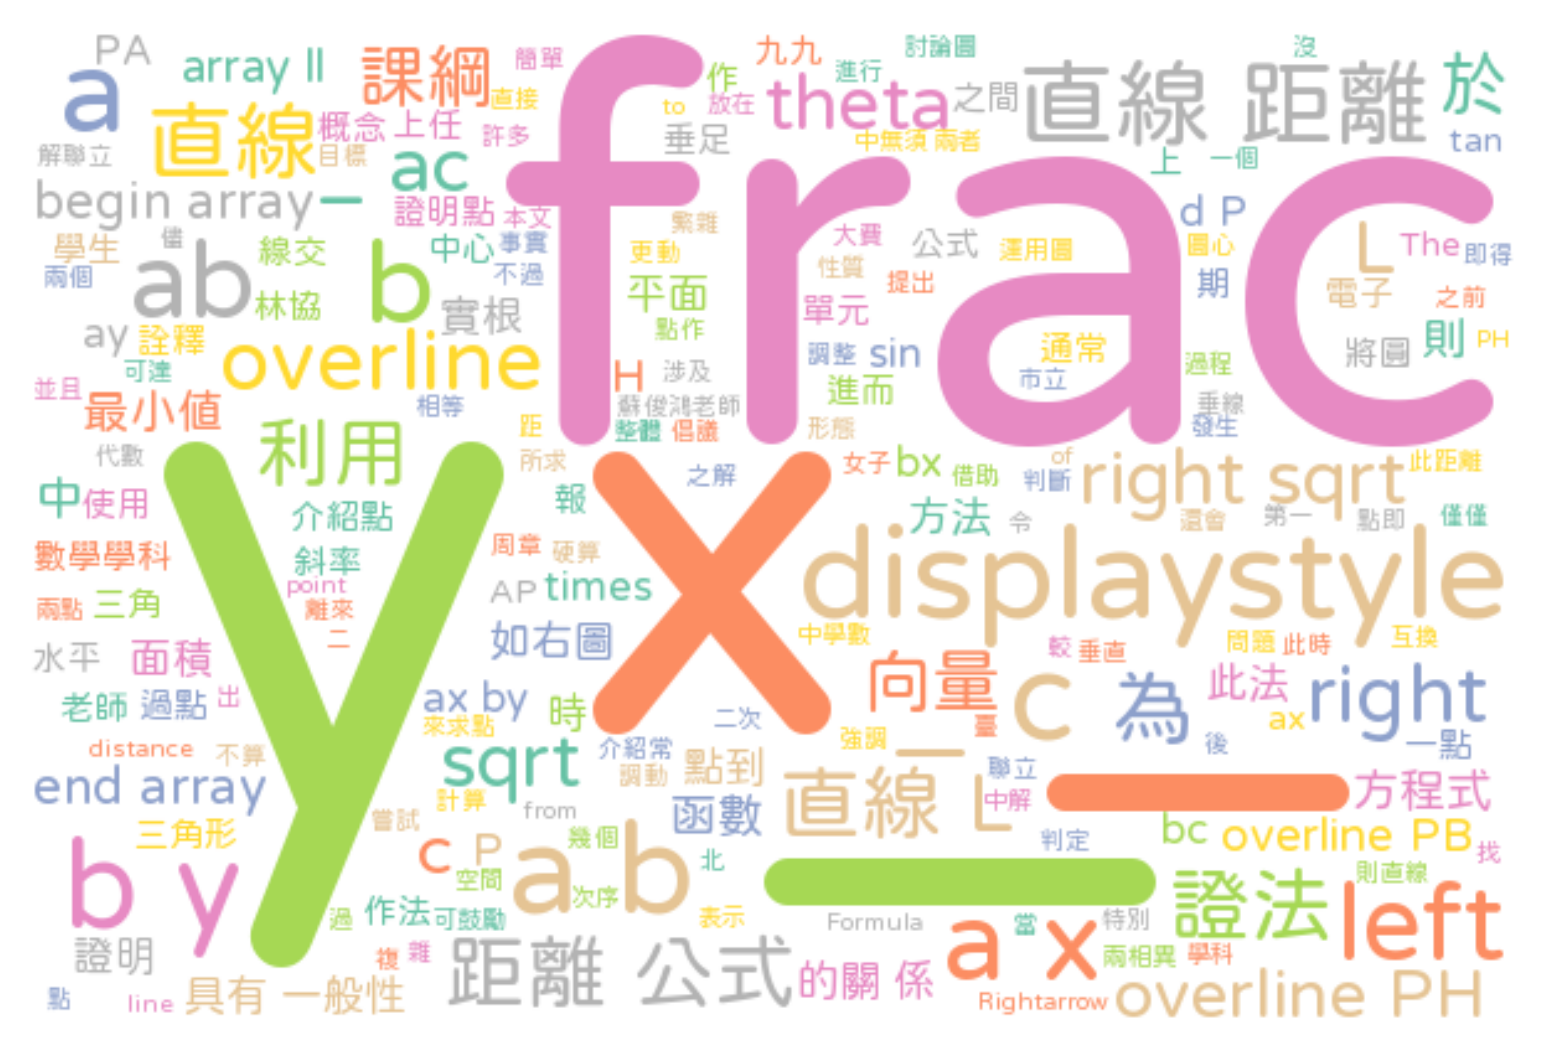 PA
array ll
課綱
簡單
九九
討論圓
沒
a
直線
直接
作
進行
theta
之間
直線 距離
於
概念
上任
許多
to
放在
垂足
中無須
兩者
tan
解聯立
目標
ac
上
一個
begin array
證明點
本文
frac
d P
學生
儘
線交
中心
事實
繁雜
大費
公式
運用圓
圓心
L
The
即得
兩個
ab
b
不過
更動
性質
提出
期
電子
之前
林協
實根
平面
單元
ay
詮釋
overline
點作
調整
sin
通常
將圓
則
PH
可達
H
涉及
過程
並且
最小值
相等
蘇俊鴻老師
進而
市立
垂線
利用
距
整體
倡議
形態
發生
代數
所求
之解
女子
bx
借助
of
判斷
right sqrt
此距離
中
使用
介紹點
報
方法
令
還會
第一
點即
僅僅
數學學科
斜率
周章
硬算
y
x
displaystyle
point
AP
times
兩點
三角
離來
二
如右圖
中學數
較
垂直
問題
此時
互換
水平
面積
向量
c
為
此法
right
老師
過點
出
ax by
時
二次
臺
ax
來求點
強調
後
一點
distance
不算
sqrt
介紹常
調動
點到
聯立
end array
計算
from
函數
直線 L
中解
方程式
三角形
嘗試
幾個
判定
bc
overline PB
找
b y
c
P
a b
北
空間
次序
則直線
過
作法
可鼓勵
表示
Formula
當
特別
證法
left
證明
複
雜
距離 公式
的關 係
a x
兩相異
學科
點
line
具有 一般性
Rightarrow
overline PH